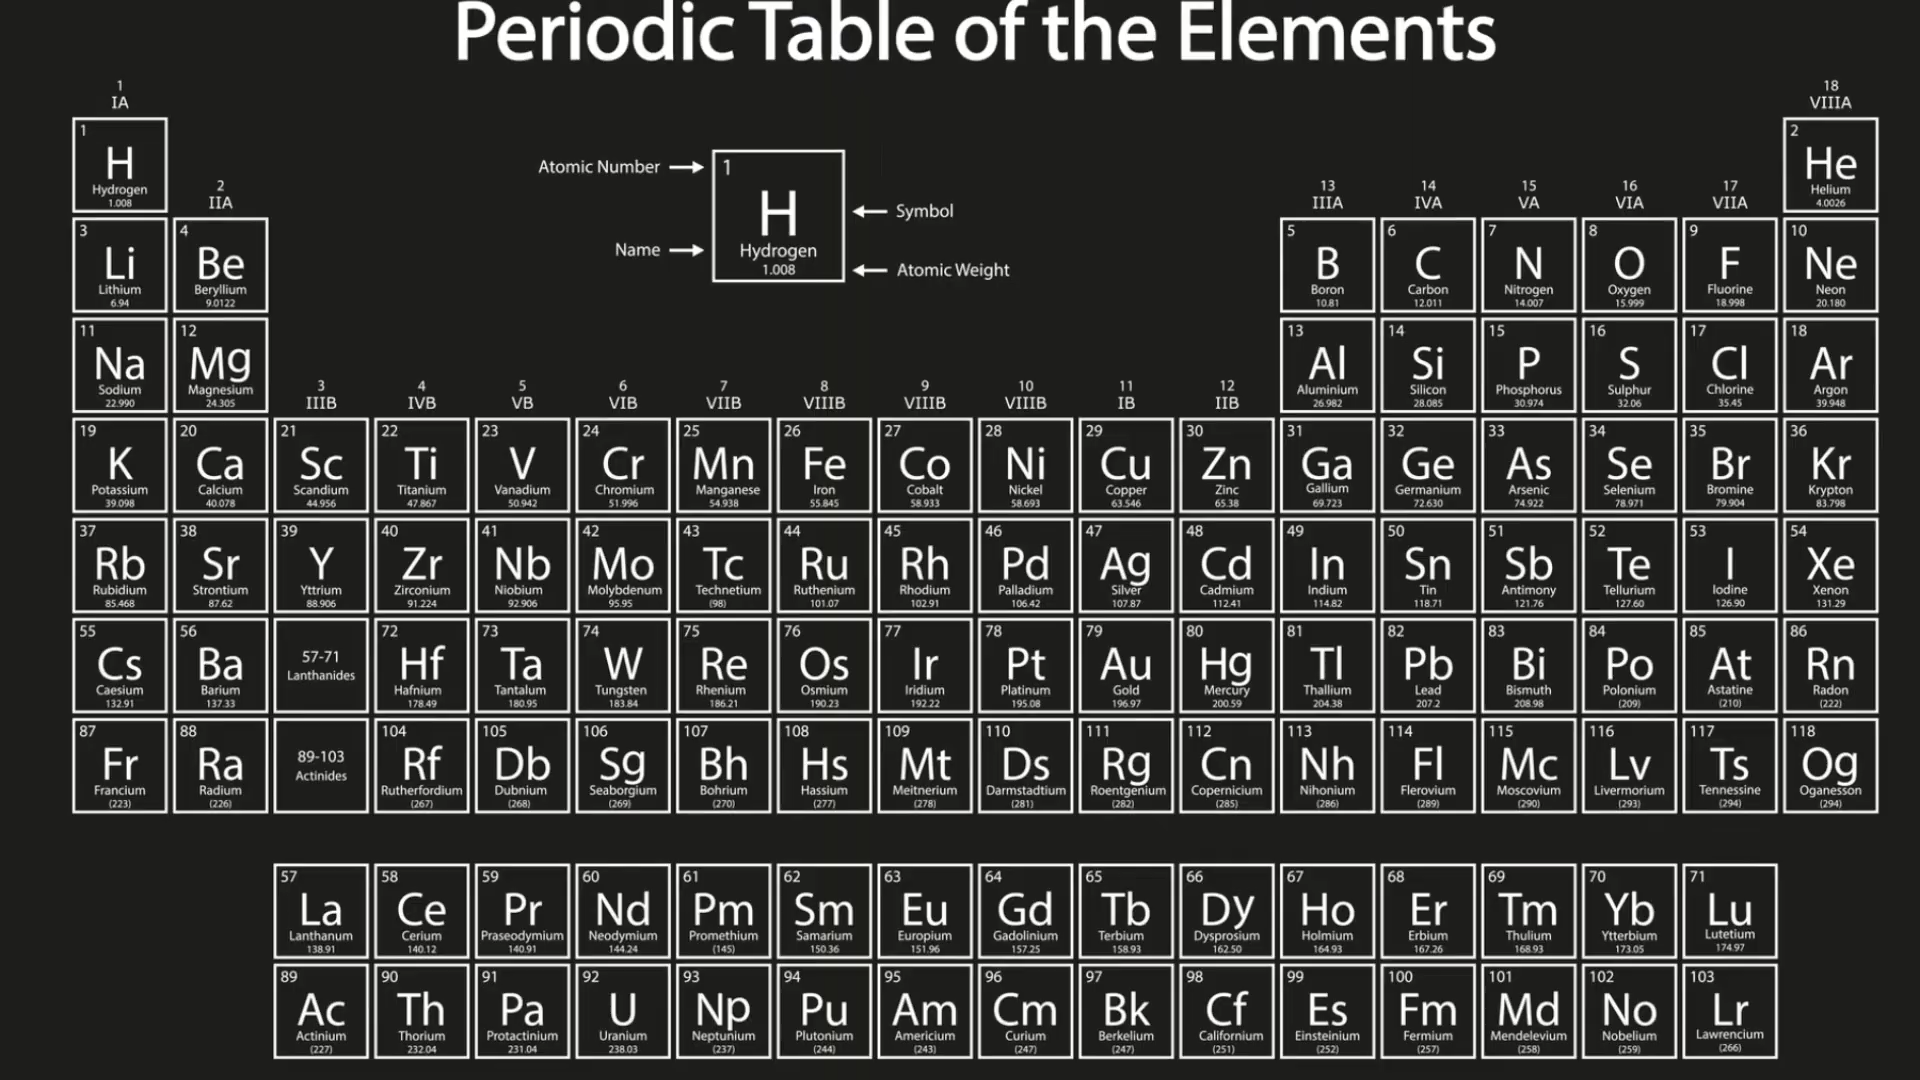 Periodic Table of the Elements
1
IA
18
VIIIA
1
H
Hydrogen
1.008
2
He
Helium
4.0026
Atomic Number
Name
1
H
Hydrogen
1.008
Symbol
Atomic Weight
2
IIA
13
IIIA
14
IVA
15
VA
16
VIA
17
VIIA
3
Li
Lithium
6.94
4
Be
Beryllium
9.0122
5
B
Boron
10.81
6
C
Carbon
12.011
7
N
Nitrogen
14.007
8
O
Oxygen
15.999
9
F
Fluorine
18.998
10
Ne
Neon
20.180
11
Na
Sodium
22.990
12
Mg
Magnesium
24.305
3
IIIB
4
IVB
5
VB
6
VIB
7
VIIB
8
VIIIB
9
VIIIB
10
VIIIB
11
IB
12
IIB
13
Al
Aluminium
26.982
14
Si
Silicon
28.085
15
P
Phosphorus
30.974
16
S
Sulphur
32.06
17
Cl
Chlorine
35.45
18
Ar
Argon
39.948
19
K
Potassium
39.098
20
Ca
Calcium
40.078
21
Sc
Scandium
44.956
22
Ti
Titanium
47.867
23
V
Vanadium
50.942
24
Cr
Chromium
51.996
25
Mn
Manganese
54.938
26
Fe
Iron
55.845
27
Co
Cobalt
58.933
28
Ni
Nickel
58.693
29
Cu
Copper
63.546
30
Zn
Zinc
65.38
31
Ga
Gallium
69.723
32
Ge
Germanium
72.630
33
As
Arsenic
74.922
34
Se
Selenium
78.971
35
Br
Bromine
79.904
36
Kr
Krypton
83.798
37
Rb
Rubidium
85.468
38
Sr
Strontium
87.62
39
Y
Yttrium
88.906
40
Zr
Zirconium
91.224
41
Nb
Niobium
92.906
42
Mo
Molybdenum
95.95
43
Tc
Technetium
(98)
44
Ru
Ruthenium
101.07
45
Rh
Rhodium
102.91
46
Pd
Palladium
106.42
47
Ag
Silver
107.87
48
Cd
Cadmium
112.41
49
In
Indium
114.82
50
Sn
Tin
118.71
51
Sb
Antimony
121.76
52
Te
Tellurium
127.60
53
I
Iodine
126.90
54
Xe
Xenon
131.29
55
Cs
Caesium
132.91
56
Ba
Barium
137.33
57-71
Lanthanides
72
Hf
Hafnium
178.49
73
Ta
Tantalum
180.95
74
W
Tungsten
183.84
75
Re
Rhenium
186.21
76
Os
Osmium
190.23
77
Ir
Iridium
192.22
78
Pt
Platinum
195.08
79
Au
Gold
196.97
80
Hg
Mercury
200.59
81
Tl
Thallium
204.38
82
Pb
Lead
207.2
83
Bi
Bismuth
208.98
84
Po
Polonium
(209)
85
At
Astatine
(210)
86
Rn
Radon
(222)
87
Fr
Francium
(223)
88
Ra
Radium
(226)
89-103
Actinides
104
Rf
Rutherfordium
(267)
105
Db
Dubnium
(268)
106
Sg
Seaborgium
(269)
107
Bh
Bohrium
(270)
108
Hs
Hassium
(277)
109
Mt
Meitnerium
(278)
110
Ds
Darmstadtium
(281)
111
Rg
Roentgenium
(282)
112
Cn
Copernicium
(285)
113
Nh
Nihonium
(286)
114
Fl
Flerovium
(289)
115
Mc
Moscovium
(290)
116
Lv
Livermorium
(293)
117
Ts
Tennessine
(294)
118
Og
Oganesson
(294)
57
La
Lanthanum
138.91
58
Ce
Cerium
140.12
59
Pr
Praseodymium
140.91
60
Nd
Neodymium
144.24
61
Pm
Promethium
(145)
62
Sm
Samarium
150.36
63
Eu
Europium
151.96
64
Gd
Gadolinium
157.25
65
Tb
Terbium
158.93
66
Dy
Dysprosium
162.50
67
Ho
Holmium
164.93
68
Er
Erbium
167.26
69
Tm
Thulium
168.93
70
Yb
Ytterbium
173.05
71
Lu
Lutetium
174.97
89
Ac
Actinium
(227)
90
Th
Thorium
232.04
91
Pa
Protactinium
231.04
92
U
Uranium
238.03
93
Np
Neptunium
(237)
94
Pu
Plutonium
(244)
95
Am
Americium
(243)
96
Cm
Curium
(247)
97
Bk
Berkelium
(247)
98
Cf
Californium
(251)
99
Es
Einsteinium
(252)
100
Fm
Fermium
(257)
101
Md
Mendelevium
(258)
102
No
Nobelium
(259)
103
Lr
Lawrencium
(266)